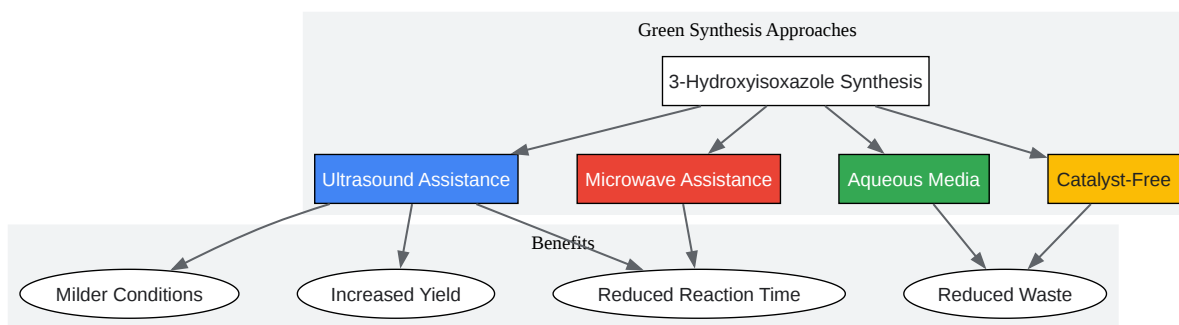 Green Synthesis Approaches
3-Hydroxyisoxazole Synthesis
Ultrasound Assistance
Microwave Assistance
Aqueous Media
Catalyst-Free
Benefits
Milder Conditions
Increased Yield
Reduced Reaction Time
Reduced Waste